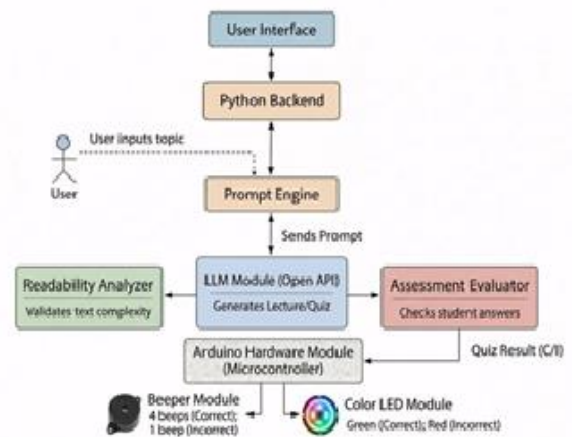 User Interface
Python Backend
User inputs topic
User
Prompt Engine
Sends Prompt
Readability Analyzer
Validates text complexity
LLM Module (Open API)
Generates Lecture/Quiz
Assessment Evaluator
Checks student answers
Arduino Hardware Module
(Microcontroller)
Quiz Result (C/I)
Beeper Module
4 beeps (Correct);
1 beep (Incorrect)
Color LED Module
Green (Correct); Red (Incorrect)